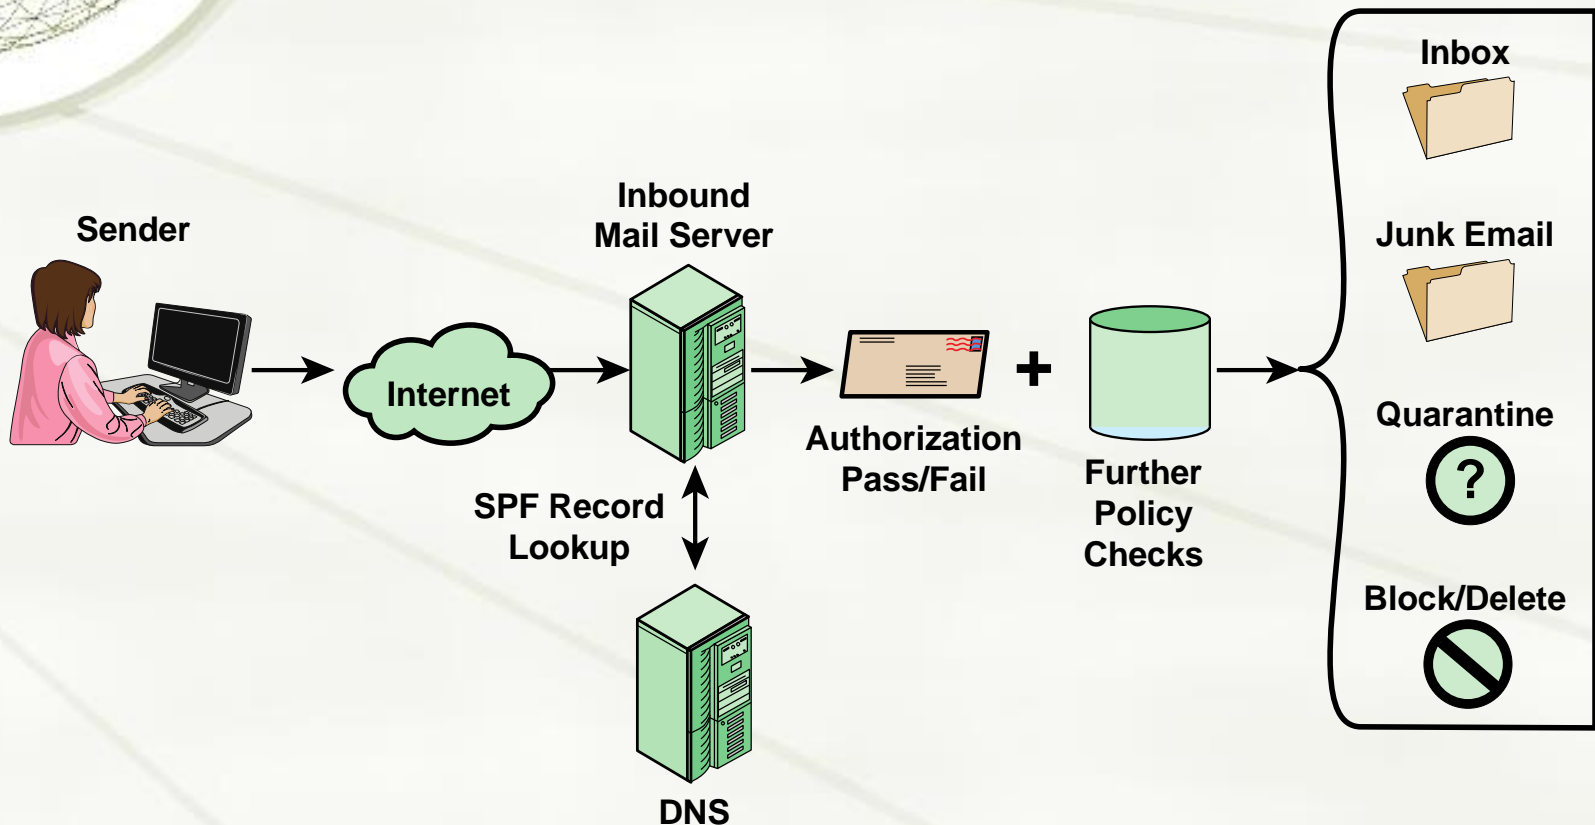 Sender
Internet
Inbound
Mail Server
SPF Record
Lookup
DNS
Authorization
Pass/Fail
+
Further
Policy
Checks
Inbox
Junk Email
Quarantine
?
Block/Delete